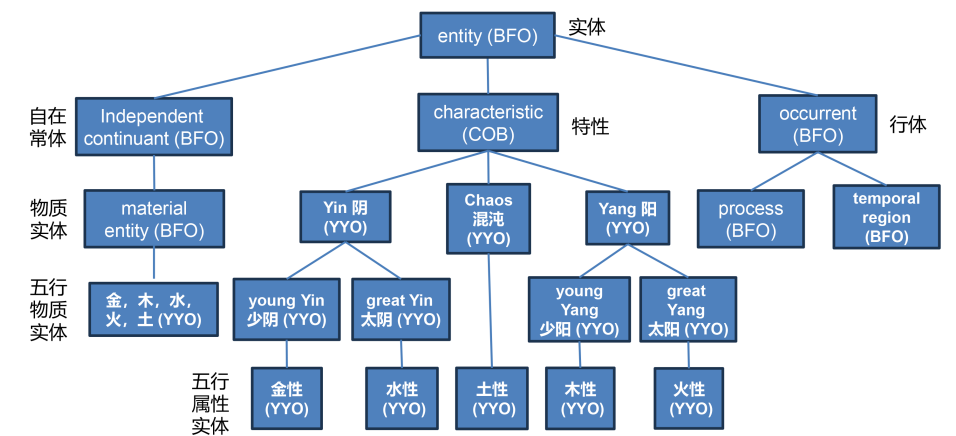 entity (BFO)
实体
自在
常体
Independent
continuant (BFO)
characteristic
(COB)
特性
occurrent
(BFO)
行体
物质
实体
material
entity (BFO)
Yin 阴
(YYO)
Chaos
混沌
(YYO)
Yang 阳
(YYO)
process
(BFO)
temporal
region
(BFO)
五行
物质
实体
金，木，水，
火，土 (YYO)
young Yin
少阴 (YYO)
great Yin
太阴 (YYO)
young
Yang
少阳 (YYO)
great
Yang
太阳 (YYO)
五行
属性
实体
金性
(YYO)
水性
(YYO)
土性
(YYO)
木性
(YYO)
火性
(YYO)